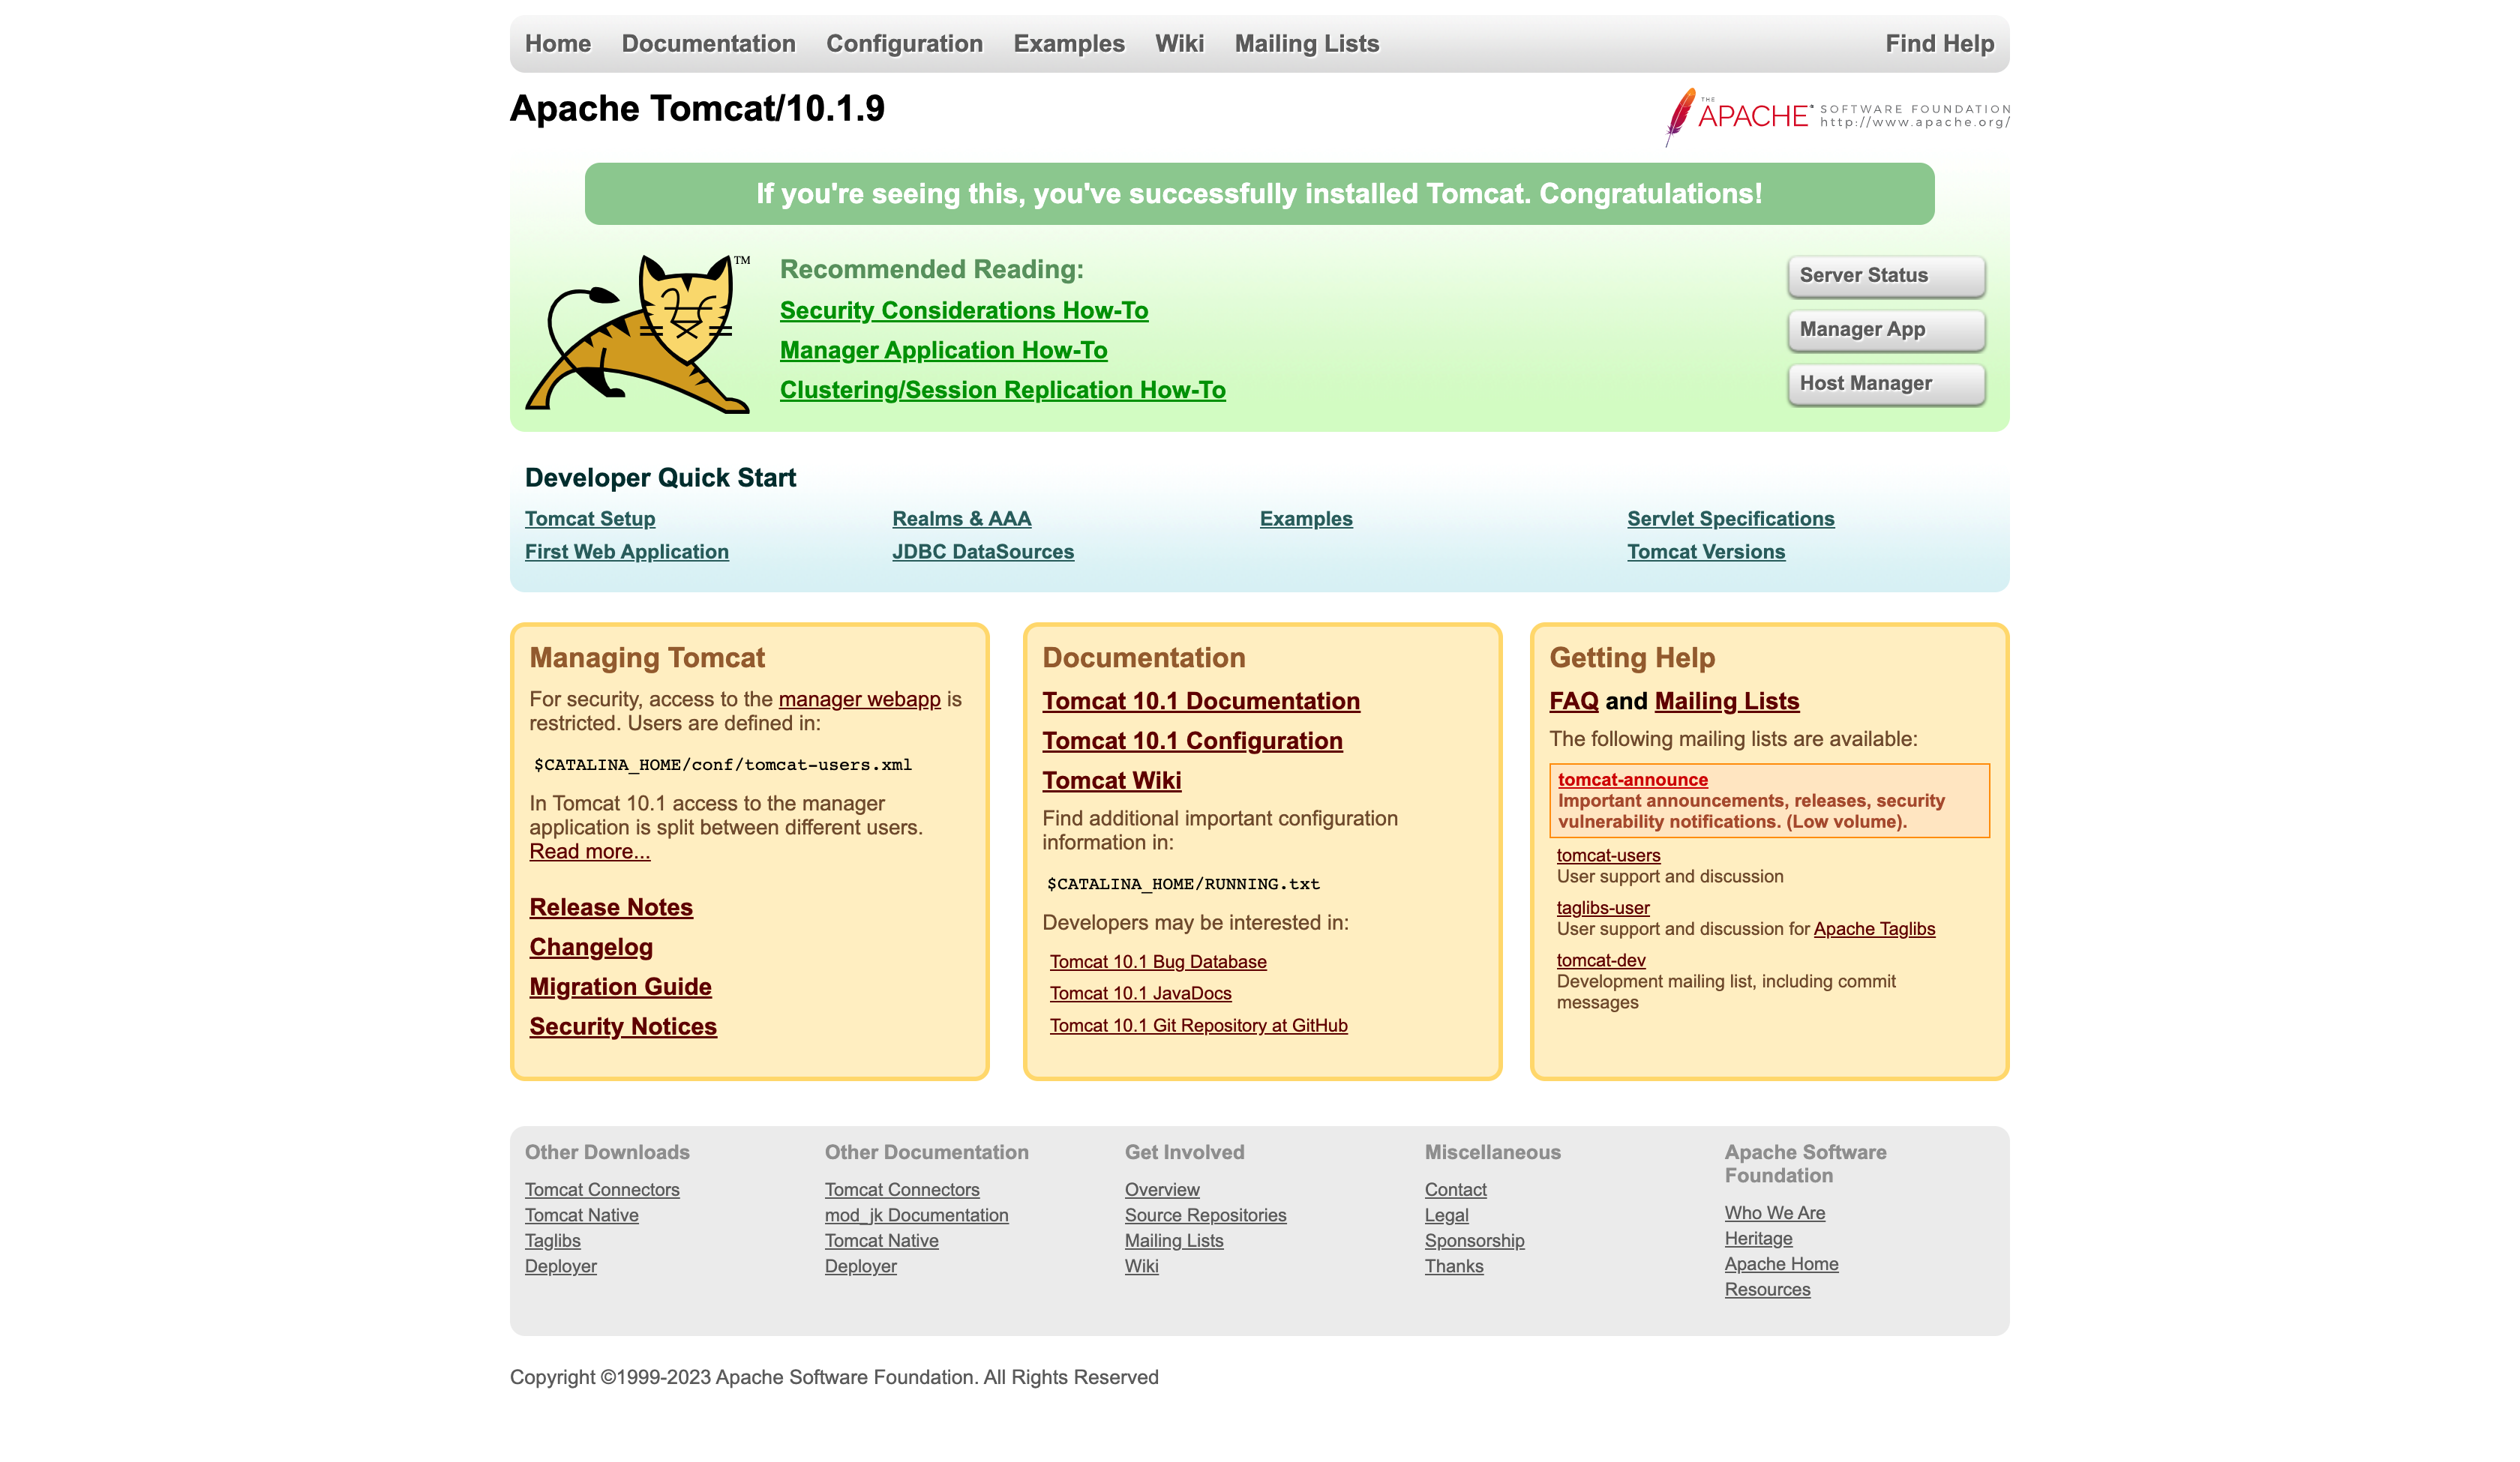 Home Documentation Configuration Examples Wiki Mailing Lists Find Help
Apache Tomcat/10.1.9
THE APACHE® SOFTWARE FOUNDATION
http://www.apache.org/
If you're seeing this, you've successfully installed Tomcat. Congratulations!
TM
Recommended Reading:
Security Considerations How-To
Manager Application How-To
Clustering/Session Replication How-To
Server Status
Manager App
Host Manager
Developer Quick Start
Tomcat Setup
First Web Application
Realms & AAA
JDBC DataSources
Examples
Servlet Specifications
Tomcat Versions
Managing Tomcat
For security, access to the manager webapp is
restricted. Users are defined in:
$CATALINA_HOME/conf/tomcat-users.xml
In Tomcat 10.1 access to the manager
application is split between different users.
Read more...
Release Notes
Changelog
Migration Guide
Security Notices
Documentation
Tomcat 10.1 Documentation
Tomcat 10.1 Configuration
Tomcat Wiki
Find additional important configuration
information in:
$CATALINA_HOME/RUNNING.txt
Developers may be interested in:
Tomcat 10.1 Bug Database
Tomcat 10.1 JavaDocs
Tomcat 10.1 Git Repository at GitHub
Getting Help
FAQ and Mailing Lists
The following mailing lists are available:
tomcat-announce
Important announcements, releases, security
vulnerability notifications. (Low volume).
tomcat-users
User support and discussion
taglibs-user
User support and discussion for Apache Taglibs
tomcat-dev
Development mailing list, including commit
messages
Other Downloads
Tomcat Connectors
Tomcat Native
Taglibs
Deployer
Other Documentation
Tomcat Connectors
mod_jk Documentation
Tomcat Native
Deployer
Get Involved
Overview
Source Repositories
Mailing Lists
Wiki
Miscellaneous
Contact
Legal
Sponsorship
Thanks
Apache Software
Foundation
Who We Are
Heritage
Apache Home
Resources
Copyright ©1999-2023 Apache Software Foundation. All Rights Reserved